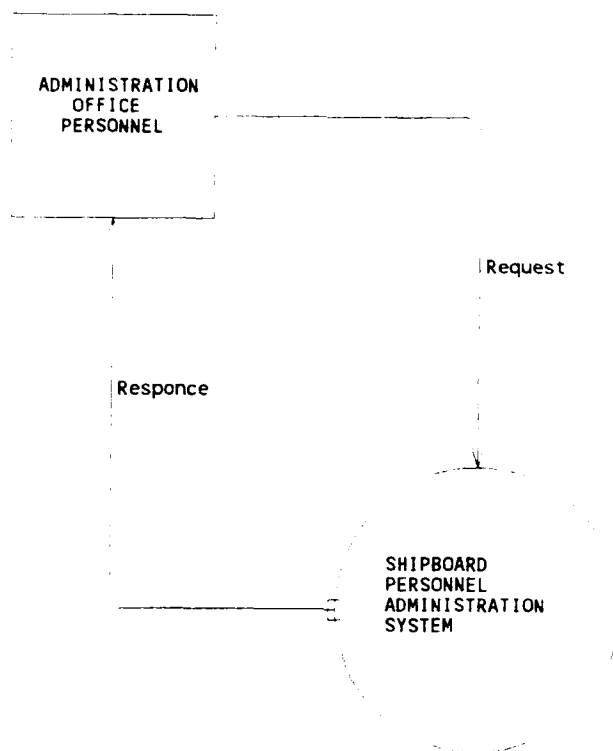 ADMINISTRATION
OFFICE
PERSONNEL
Request
Responce
SHIPBOARD
PERSONNEL
ADMINISTRATION
SYSTEM